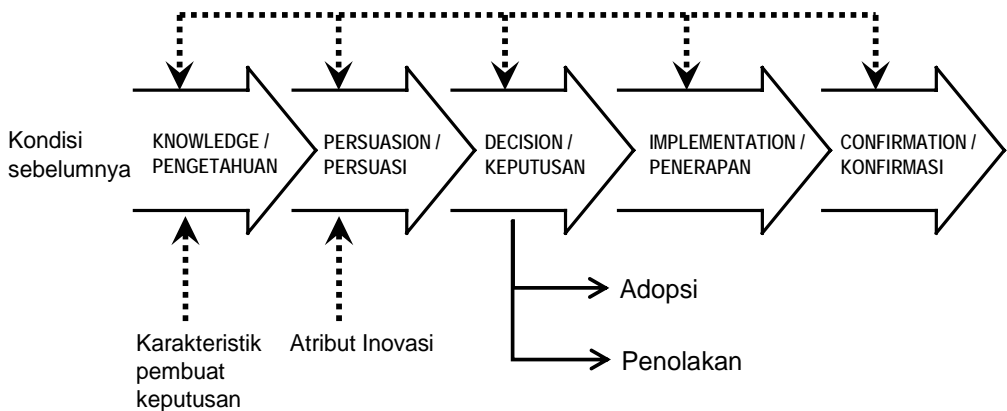 Kondisi
sebelumnya
KNOWLEDGE /
PENGETAHUAN
PERSUASION /
PERSUASI
DECISION /
KEPUTUSAN
IMPLEMENTATION /
PENERAPAN
CONFIRMATION /
KONFIRMASI
Karakteristik
pembuat
keputusan
Atribut Inovasi
Adopsi
Penolakan